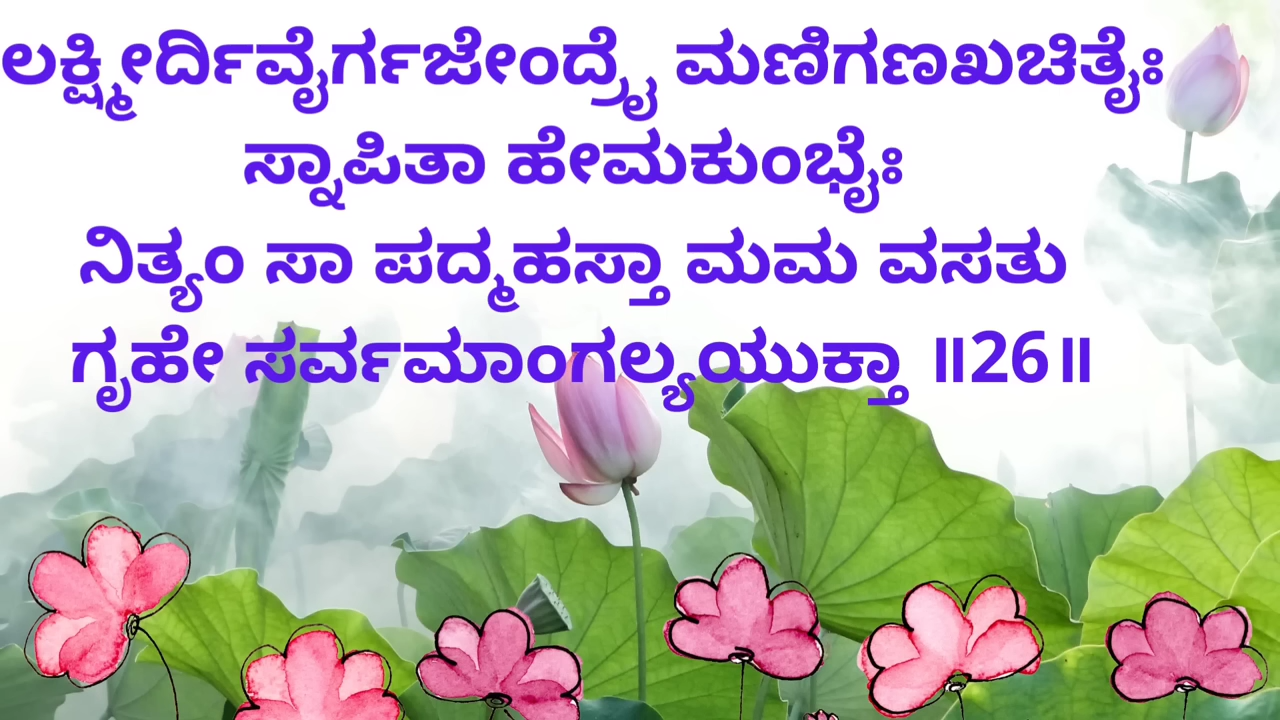 ಲಕ್ಷ್ಮೀರ್ದಿವೈರ್ಗಜೇಂದ್ರೈ ಮಣಿಗಣಖಚಿತೈಃ
ಸ್ನಾಪಿತಾ ಹೇಮಕುಂಭೈಃ
ನಿತ್ಯಂ ಸಾ ಪದ್ಮಹಸ್ತಾ ಮಮ ವಸತು
ಗೃಹೇ ಸರ್ವಮಾಂಗಲ್ಯಯುಕ್ತಾ ॥26॥